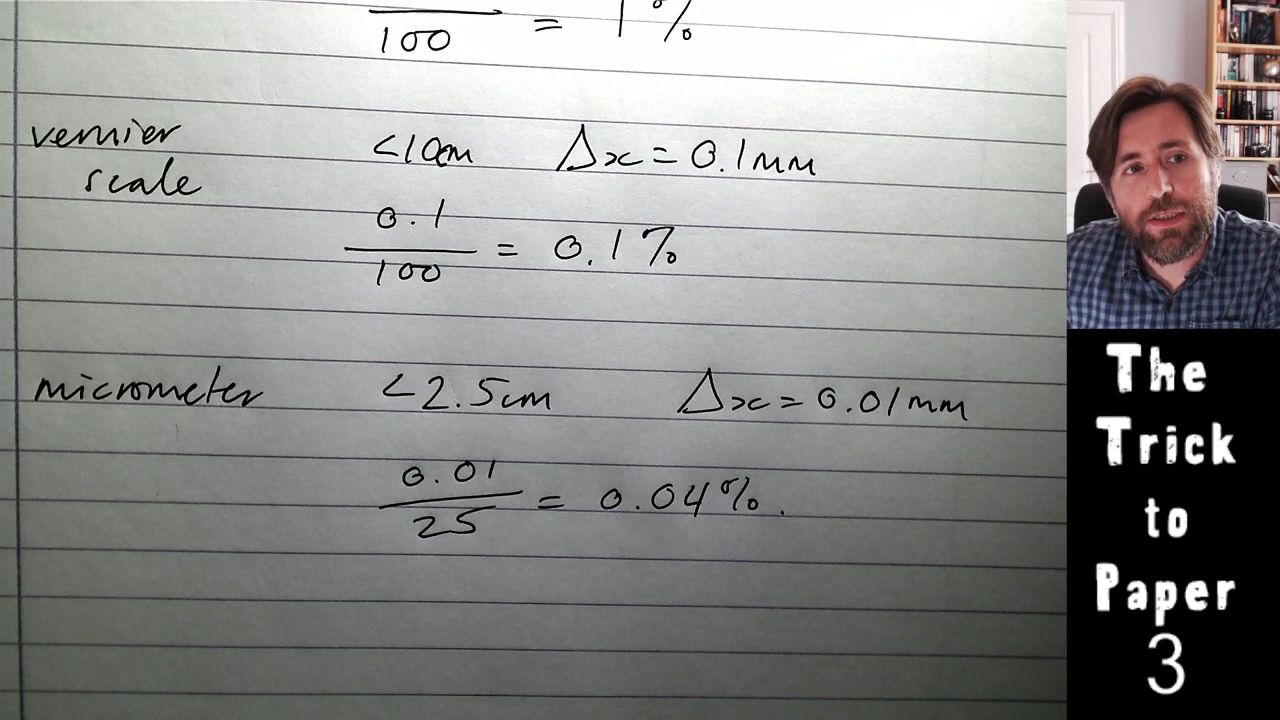 100 = 1%
vernier <10cm Δx = 0.1mm
scale
0.1
100 = 0.1%
micrometer <2.5cm Δx = 0.01mm
0.01
25 = 0.04%.
The
Trick
to
Paper
3